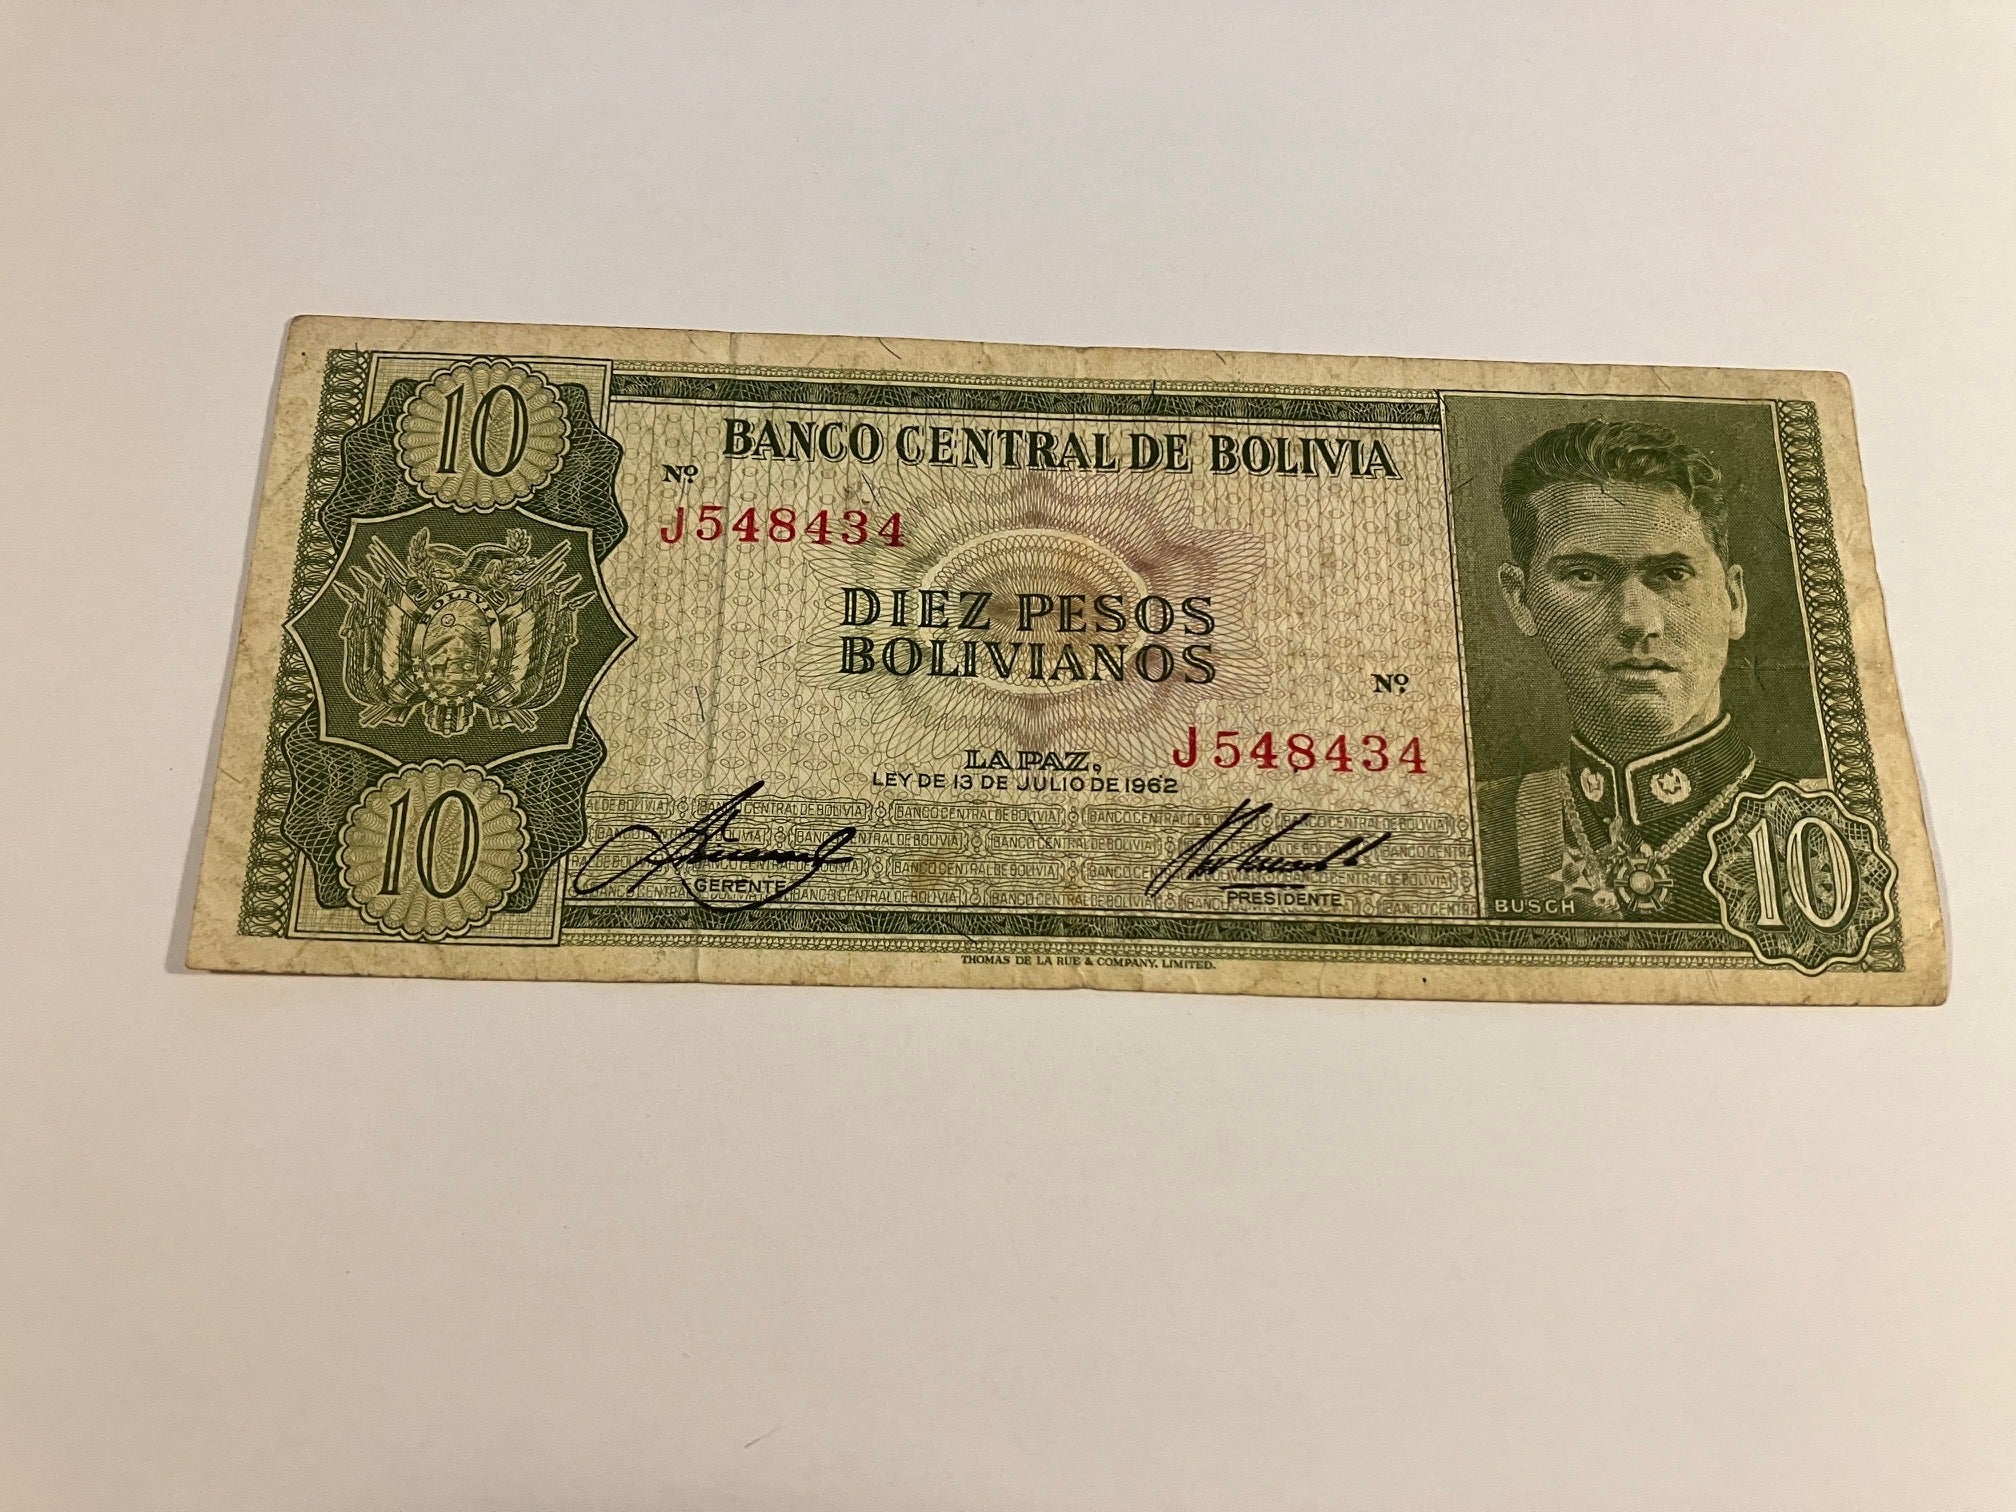 10
BANCO CENTRAL DE BOLIVIA
Nº
J548434
BOLIVIA
DIEZ PESOS
BOLIVIANOS
Nº
J548434
LA PAZ,
LEY DE 13 DE JULIO DE 1962
10
GERENTE
PRESIDENTE
BUSCH
10
THOMAS DE LA RUE & COMPANY, LIMITED.